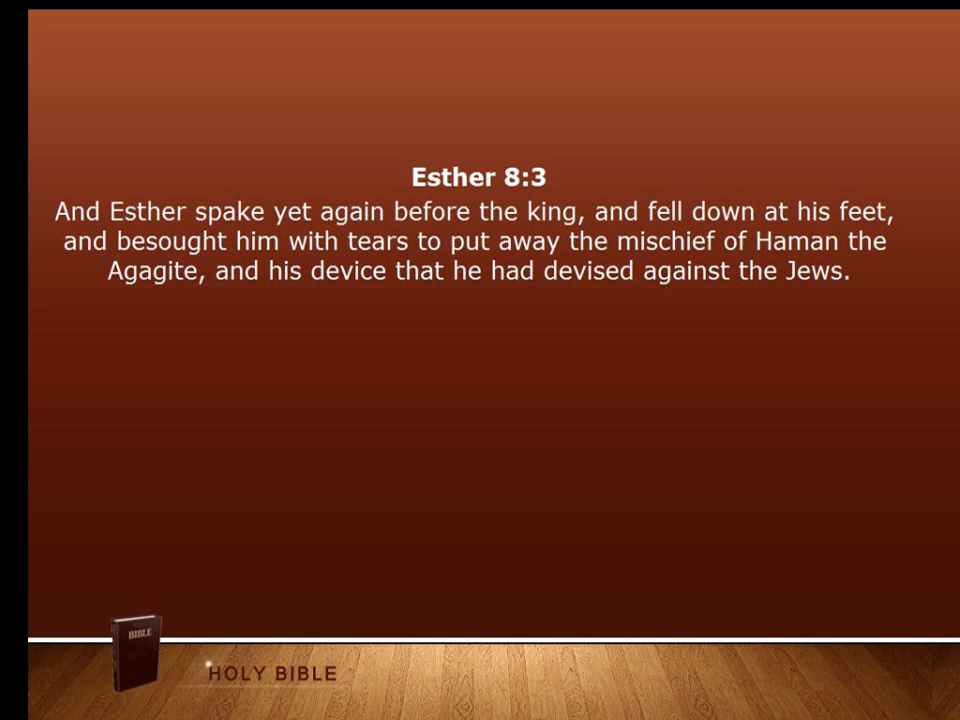 Esther 8:3
And Esther spake yet again before the king, and fell down at his feet,
and besought him with tears to put away the mischief of Haman the
Agagite, and his device that he had devised against the Jews.
BIBLE
HOLY BIBLE